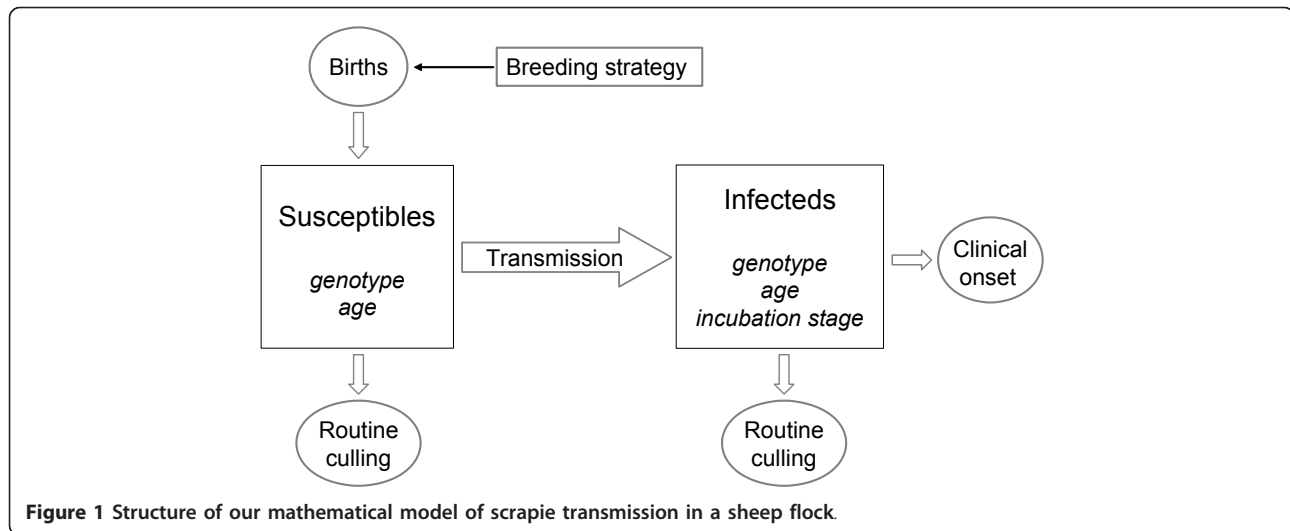 Births
Breeding strategy
Susceptibles
genotype
age
Transmission
Infecteds
genotype
age
incubation stage
Clinical
onset
Routine
culling
Routine
culling
Figure 1 Structure of our mathematical model of scrapie transmission in a sheep flock.